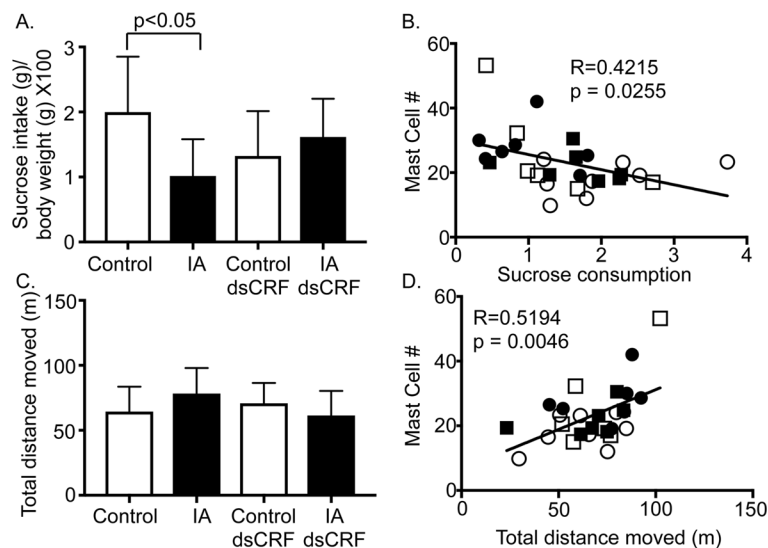 A.
p<0.05
Sucrose intake (g)/
body weight (g) X100
3
2
1
0
Control
IA
Control
dsCRF
IA
dsCRF
B.
Mast Cell #
60
40
20
0
R=0.4215
p = 0.0255
0
1
2
3
4
Sucrose consumption
C.
Total distance moved (m)
150
100
50
0
Control
IA
Control
dsCRF
IA
dsCRF
D.
Mast Cell #
60
40
20
0
R=0.5194
p = 0.0046
50
100
150
Total distance moved (m)